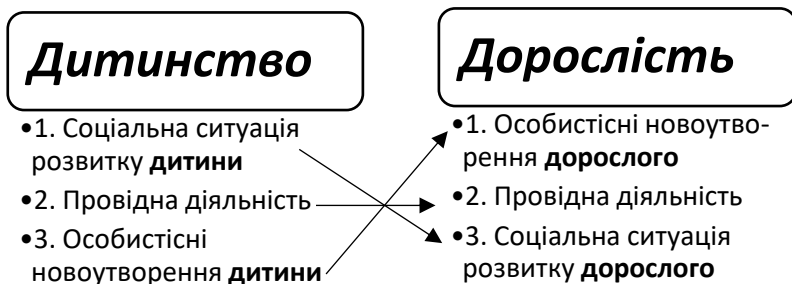 Дитинство
•1. Соціальна ситуація
розвитку дитини
•2. Провідна діяльність
•3. Особистісні
новоутворення дитини
Дорослість
•1. Особистісні новоутво-
рення дорослого
•2. Провідна діяльність
•3. Соціальна ситуація
розвитку дорослого